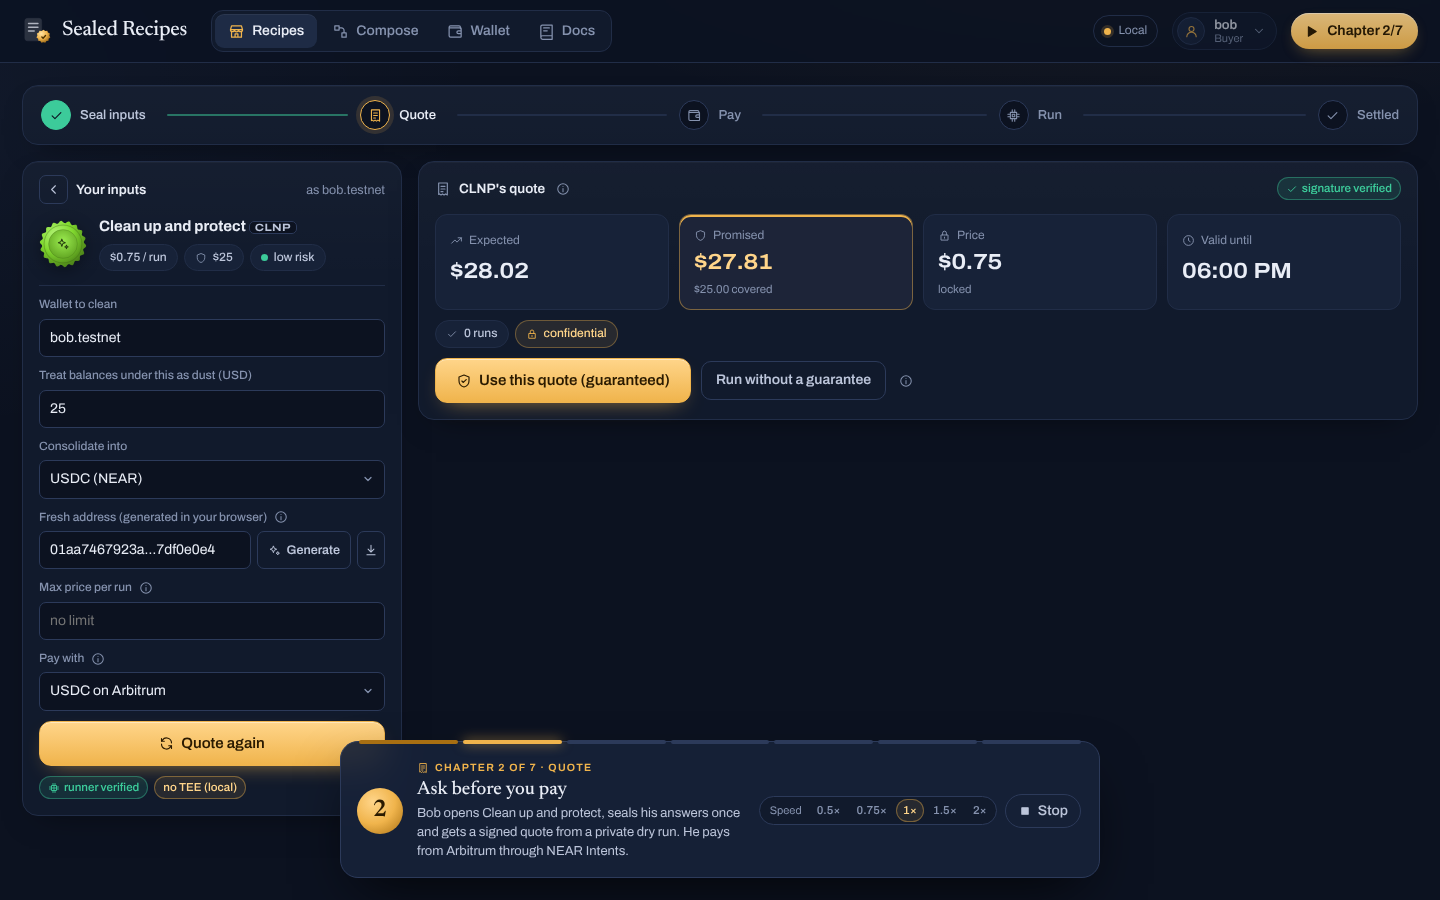 Sealed Recipes
Recipes
Compose
Wallet
Docs
Local
bob
Buyer
Chapter 2/7
Seal inputs
Quote
Pay
Run
Settled
Your inputs
as bob.testnet
Clean up and protect CLNP
$0.75 / run
$25
low risk
Wallet to clean
bob.testnet
Treat balances under this as dust (USD)
25
Consolidate into
USDC (NEAR)
Fresh address (generated in your browser)
01aa7467923a...7df0e0e4
Generate
Max price per run
no limit
Pay with
USDC on Arbitrum
Quote again
runner verified
no TEE (local)
CLNP's quote
signature verified
Expected
$28.02
Promised
$27.81
$25.00 covered
Price
$0.75
locked
Valid until
06:00 PM
0 runs
confidential
Use this quote (guaranteed)
Run without a guarantee
2
CHAPTER 2 OF 7 · QUOTE
Ask before you pay
Bob opens Clean up and protect, seals his answers once
and gets a signed quote from a private dry run. He pays
from Arbitrum through NEAR Intents.
Speed
0.5×
0.75×
1×
1.5×
2×
Stop